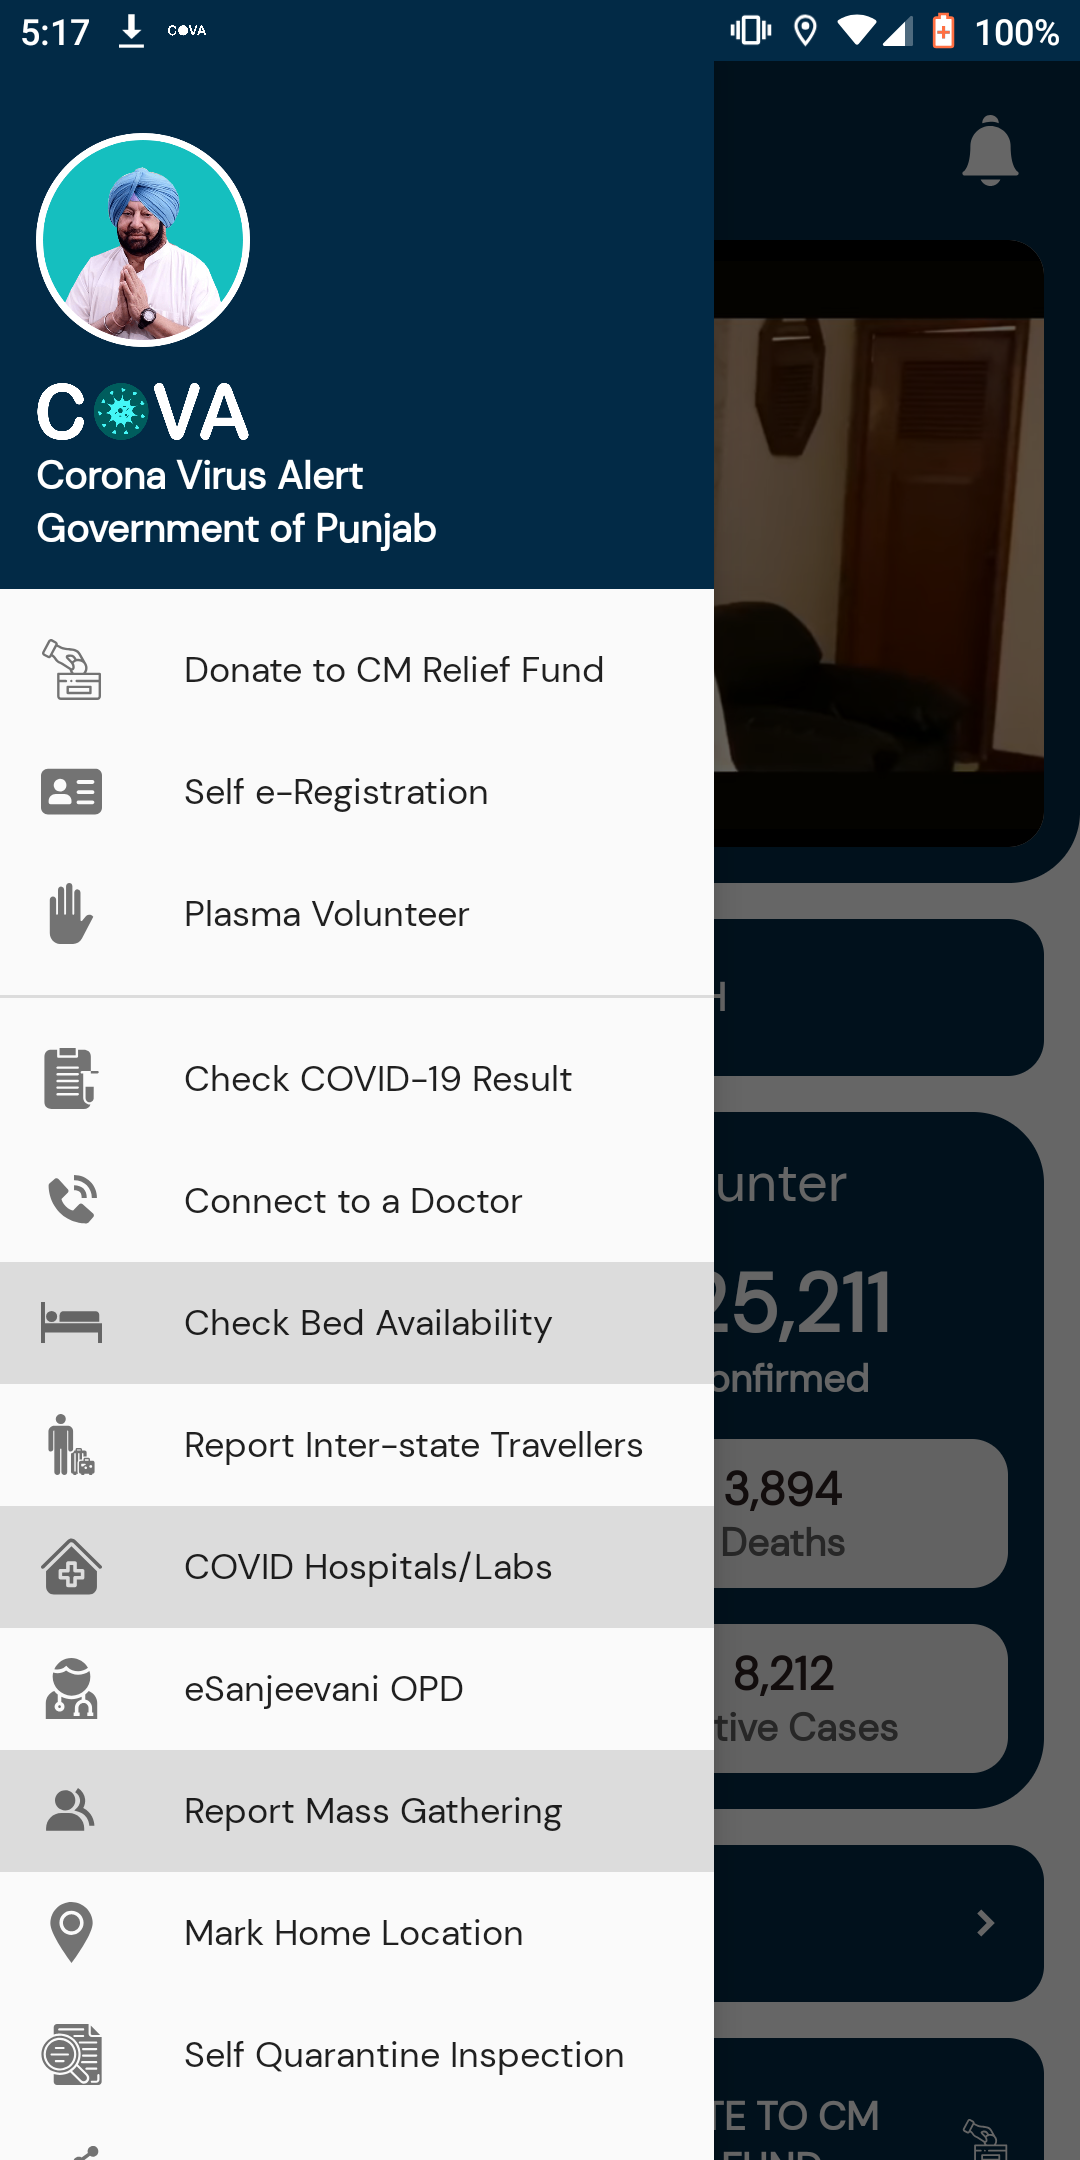 5:17
COVA
100%
COVA
Corona Virus Alert
Government of Punjab
Donate to CM Relief Fund
Self e-Registration
Plasma Volunteer
H
Check COVID-19 Result
Connect to a Doctor
unter
25,211
onfirmed
Check Bed Availability
Report Inter-state Travellers
3,894
Deaths
COVID Hospitals/Labs
eSanjeevani OPD
8,212
tive Cases
Report Mass Gathering
Mark Home Location
Self Quarantine Inspection
TE TO CM
FUND